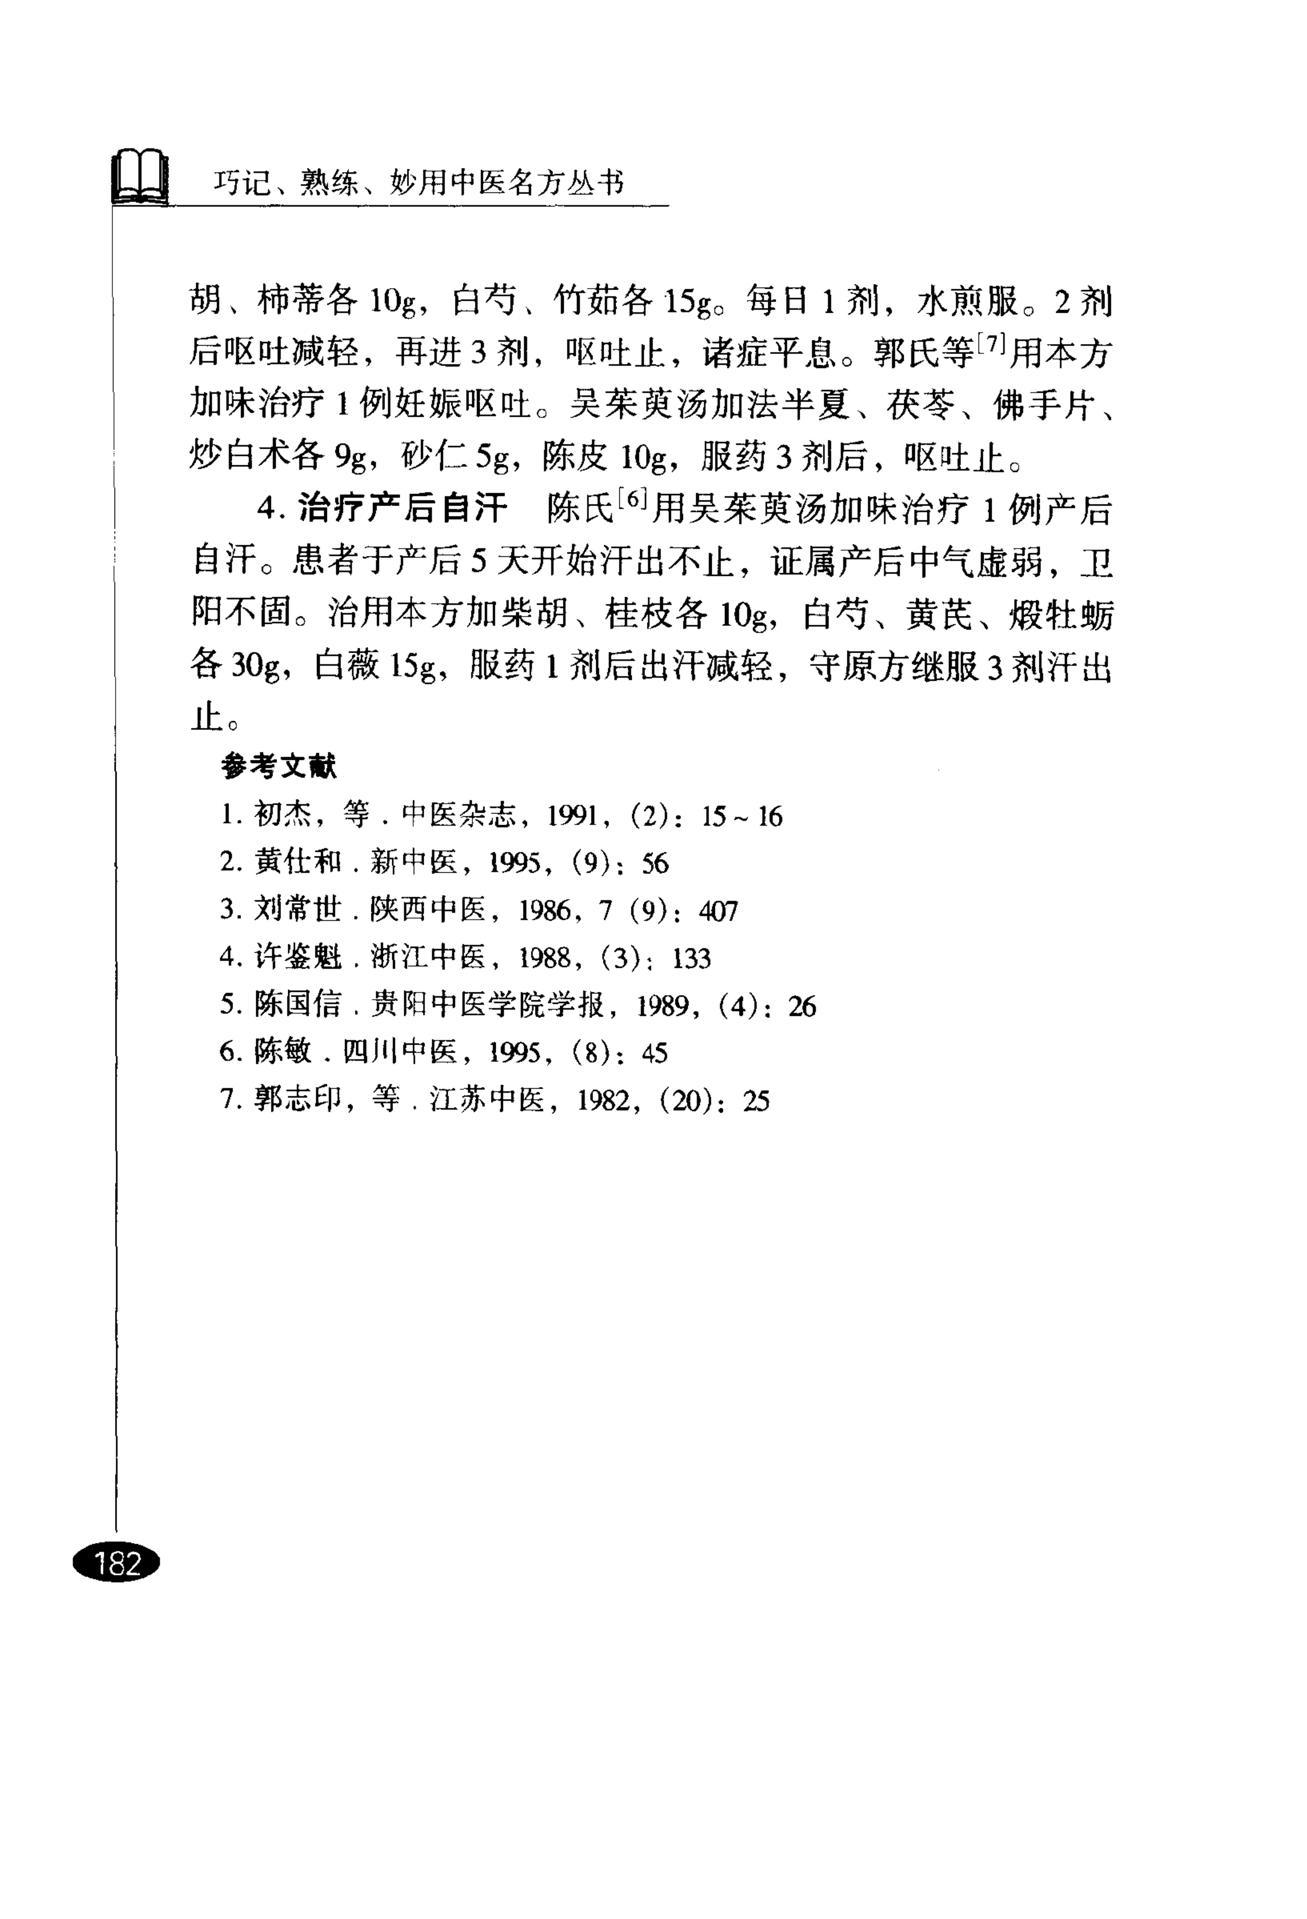 巧记、熟练、妙用中医名方丛书
胡、柿蒂各 10g，白芍、竹茹各 15g。每日 1 剂，水煎服。2 剂
后呕吐减轻，再进 3 剂，呕吐止，诸症平息。郭氏等[7]用本方
加味治疗 1 例妊娠呕吐。吴茱萸汤加法半夏、茯苓、佛手片、
炒白术各 9g，砂仁 5g，陈皮 10g，服药 3 剂后，呕吐止。
4. 治疗产后自汗　陈氏[6]用吴茱萸汤加味治疗 1 例产后
自汗。患者于产后 5 天开始汗出不止，证属产后中气虚弱，卫
阳不固。治用本方加柴胡、桂枝各 10g，白芍、黄芪、煅牡蛎
各 30g，白薇 15g，服药 1 剂后出汗减轻，守原方继服 3 剂汗出
止。
参考文献
1. 初杰，等．中医杂志，1991，（2）：15～16
2. 黄仕和．新中医，1995，（9）：56
3. 刘常世．陕西中医，1986，7（9）：407
4. 许鉴魁．浙江中医，1988，（3）：133
5. 陈国信．贵阳中医学院学报，1989，（4）：26
6. 陈敏．四川中医，1995，（8）：45
7. 郭志印，等．江苏中医，1982，（20）：25
182